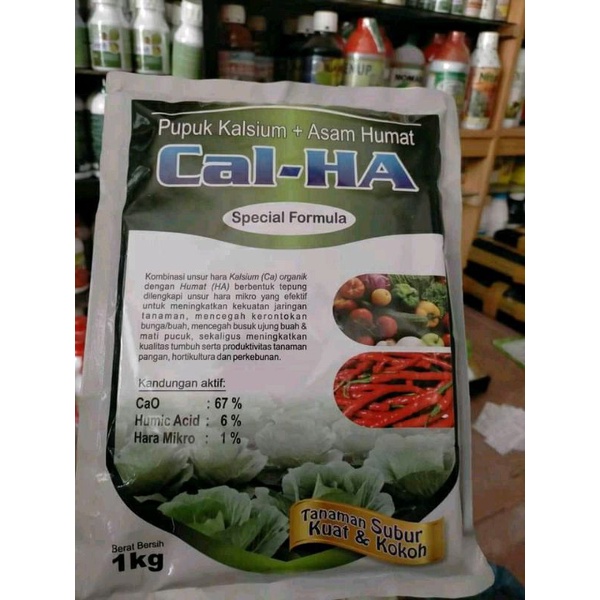 Pupuk Kalsium + Asam Humat
Cal-HA
Special Formula
Kombinasi unsur hara Kalsium (Ca) organik
dengan Humat (HA) berbentuk tepung
dilengkapi unsur hara mikro yang efektif
untuk meningkatkan kekuatan jaringan
tanaman, mencegah kerontokan
bunga/buah, mencegah busuk ujung buah &
mati pucuk, sekaligus meningkatkan
kualitas tumbuh serta produktivitas tanaman
pangan, hortikultura dan perkebunan.
Kandungan aktif:
CaO : 67 %
Humic Acid : 6 %
Hara Mikro : 1 %
Tanaman Subur
Kuat & Kokoh
Berat Bersih
1kg